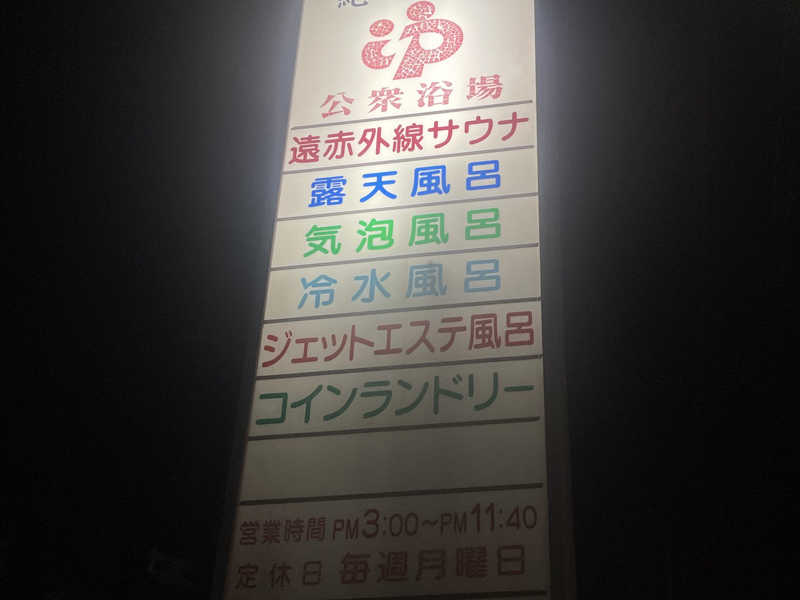 公衆浴場
遠赤外線サウナ
露天風呂
気泡風呂
冷水風呂
ジェットエステ風呂
コインランドリー
営業時間 PM3:00〜PM11:40
定休日 毎週月曜日